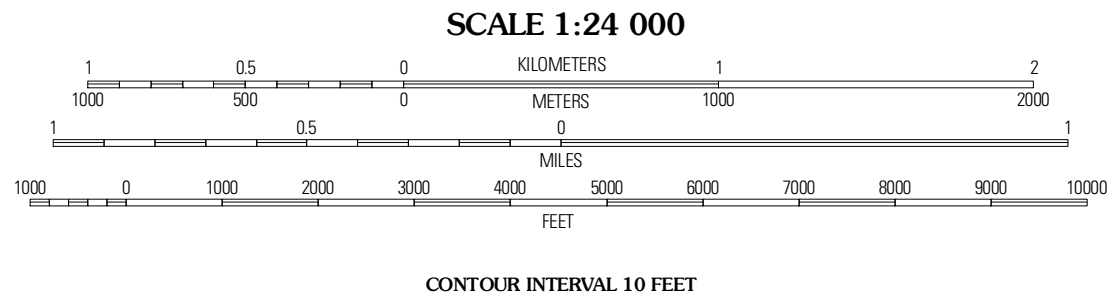 SCALE 1:24 000
1 0.5 0 KILOMETERS 1 2
1000 500 0 METERS 1000 2000
1 0.5 0 1
MILES
1000 0 1000 2000 3000 4000 5000 6000 7000 8000 9000 10000
FEET
CONTOUR INTERVAL 10 FEET